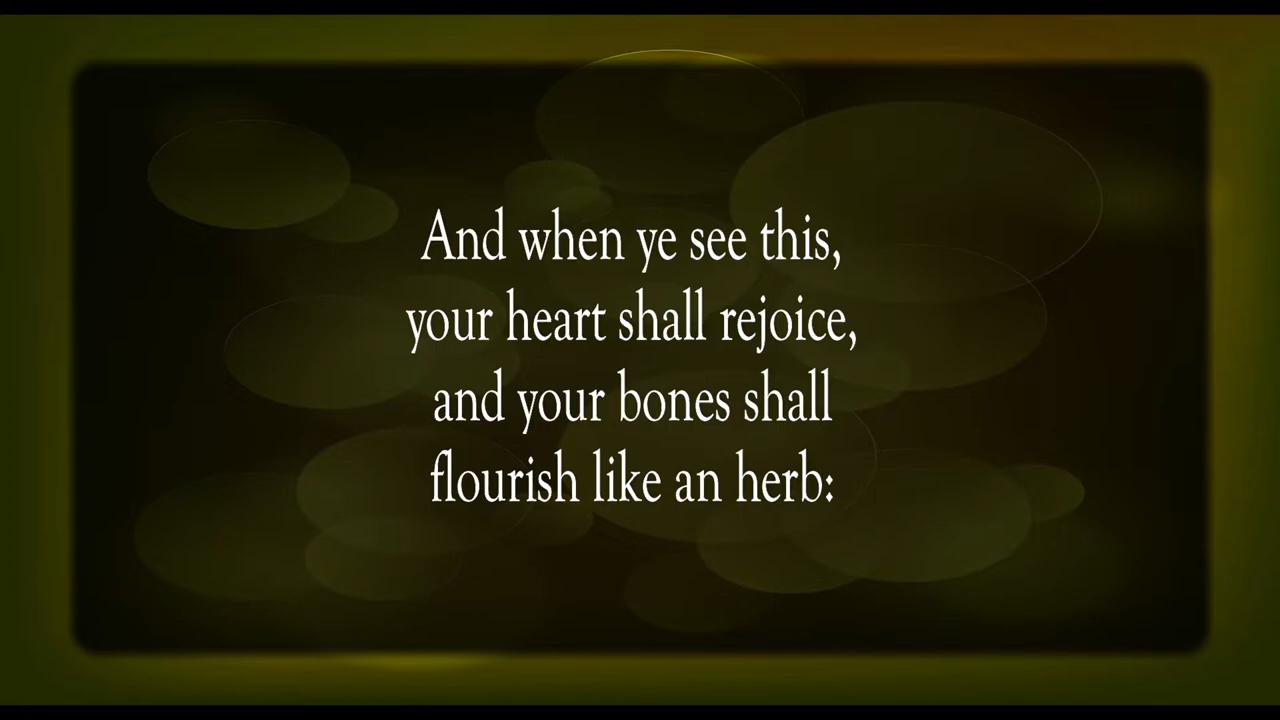 And when ye see this,
your heart shall rejoice,
and your bones shall
flourish like an herb: